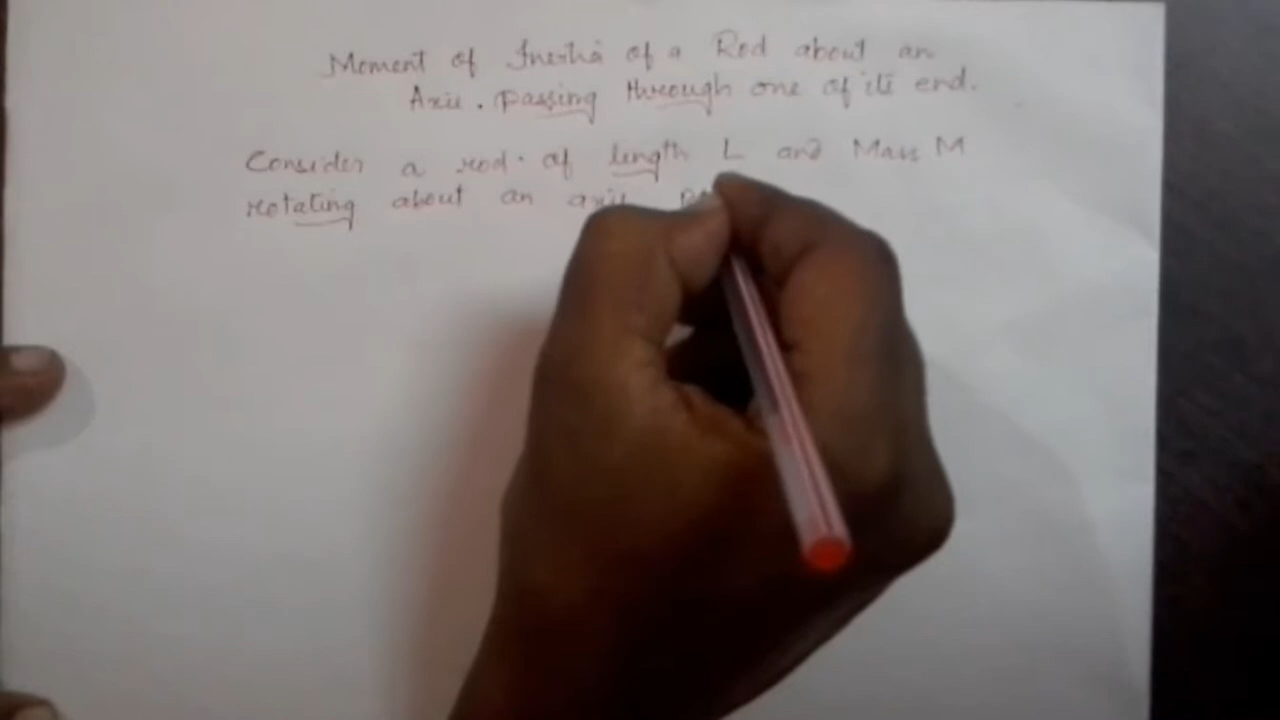 Moment of Inertia of a Rod about an
Axis. passing through one of its end.
Consider a rod. of length L and Mass M
rotating about an axis